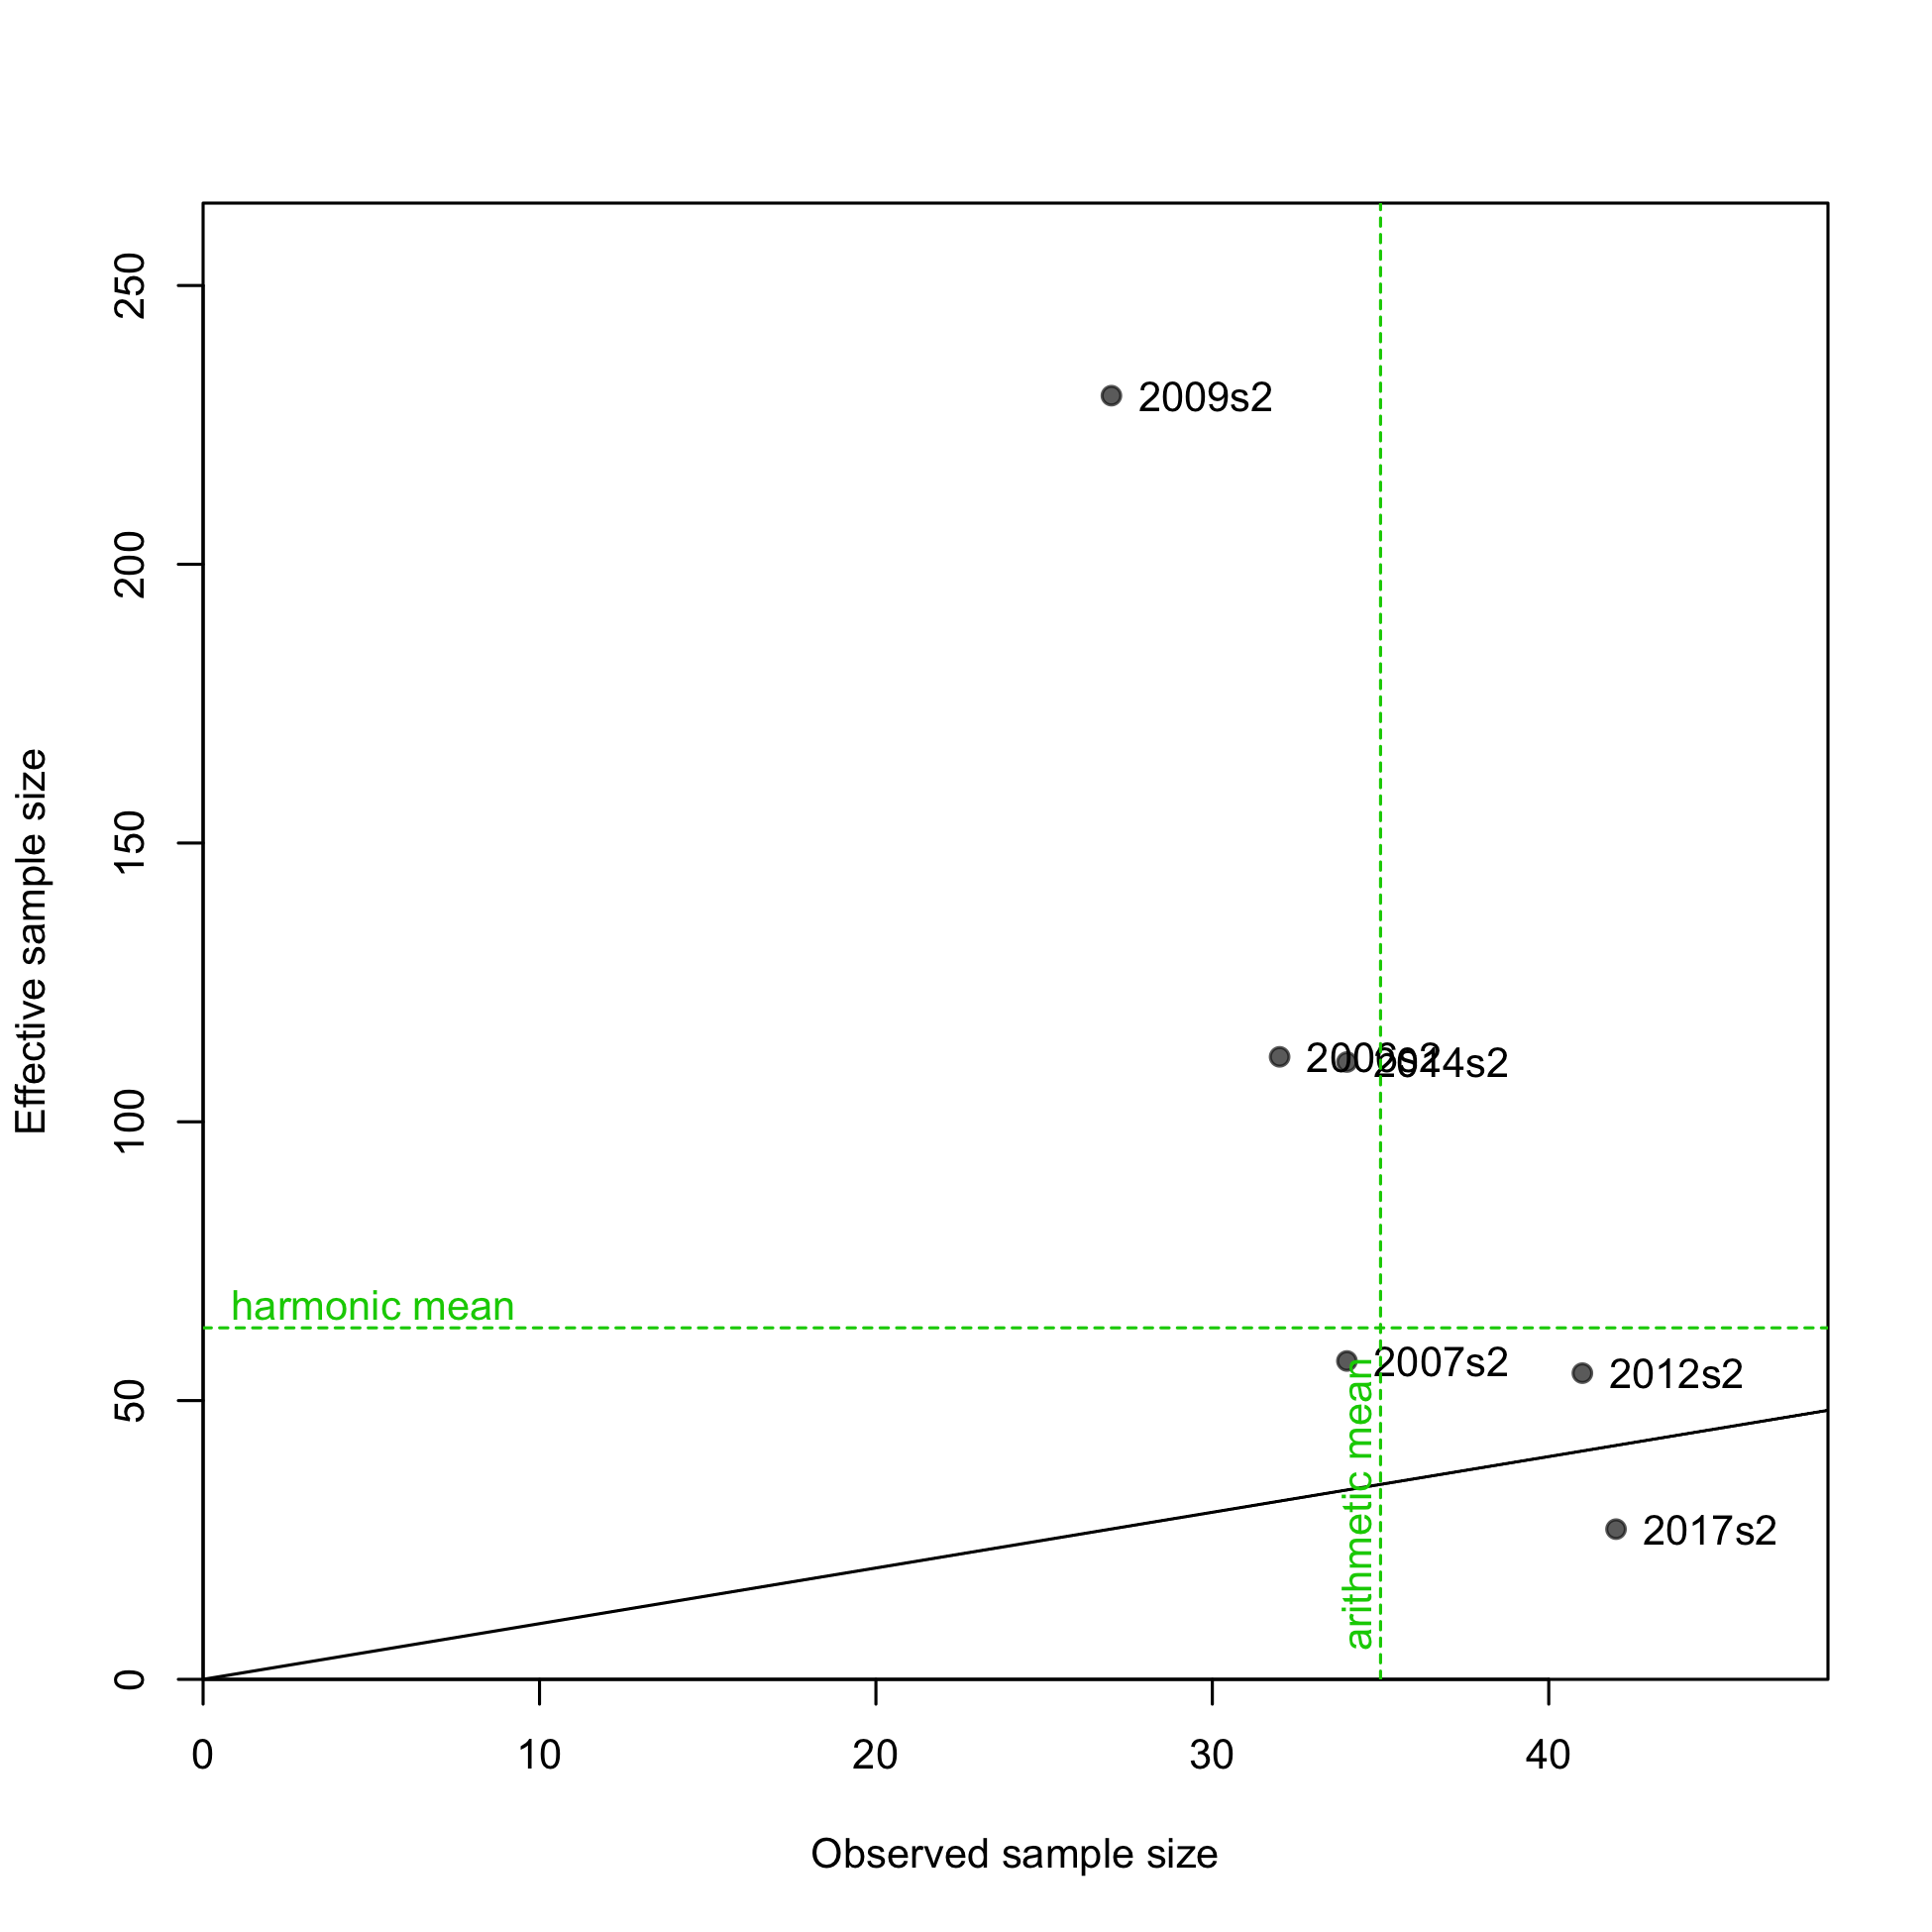 250
200
150
100
50
0
Effective sample size
2009s2
2006s2
2014s2
harmonic mean
2007s2
2012s2
arithmetic mean
2017s2
0
10
20
30
40
Observed sample size